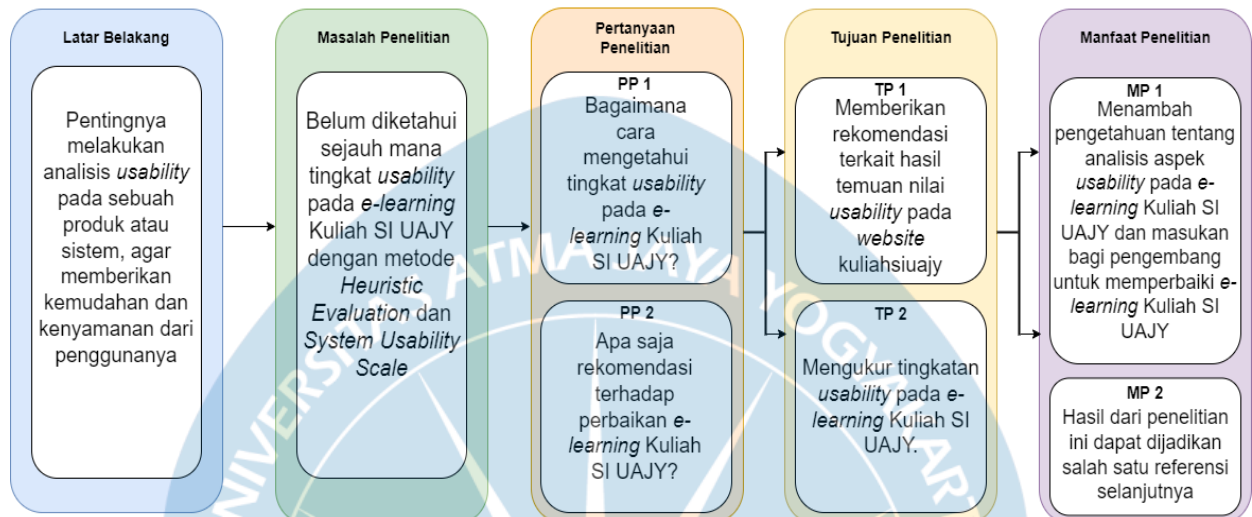 Latar Belakang
Pentingnya
melakukan
analisis usability
pada sebuah
produk atau
sistem, agar
memberikan
kemudahan dan
kenyamanan dari
penggunanya
Masalah Penelitian
Belum diketahui
sejauh mana
tingkat usability
pada e-learning
Kuliah SI UAJY
dengan metode
Heuristic
Evaluation dan
System Usability
Scale
Pertanyaan
Penelitian
PP 1
Bagaimana
cara
mengetahui
tingkat usability
pada e-
learning Kuliah
SI UAJY?
PP 2
Apa saja
rekomendasi
terhadap
perbaikan e-
learning Kuliah
SI UAJY?
Tujuan Penelitian
TP 1
Memberikan
rekomendasi
terkait hasil
temuan nilai
usability pada
website
kuliahsiuajy
TP 2
Mengukur tingkatan
usability pada e-
learning Kuliah SI
UAJY.
Manfaat Penelitian
MP 1
Menambah
pengetahuan tentang
analisis aspek
usability pada e-
learning Kuliah SI
UAJY dan masukan
bagi pengembang
untuk memperbaiki e-
learning Kuliah SI
UAJY
MP 2
Hasil dari penelitian
ini dapat dijadikan
salah satu referensi
selanjutnya
ATMA JAYA